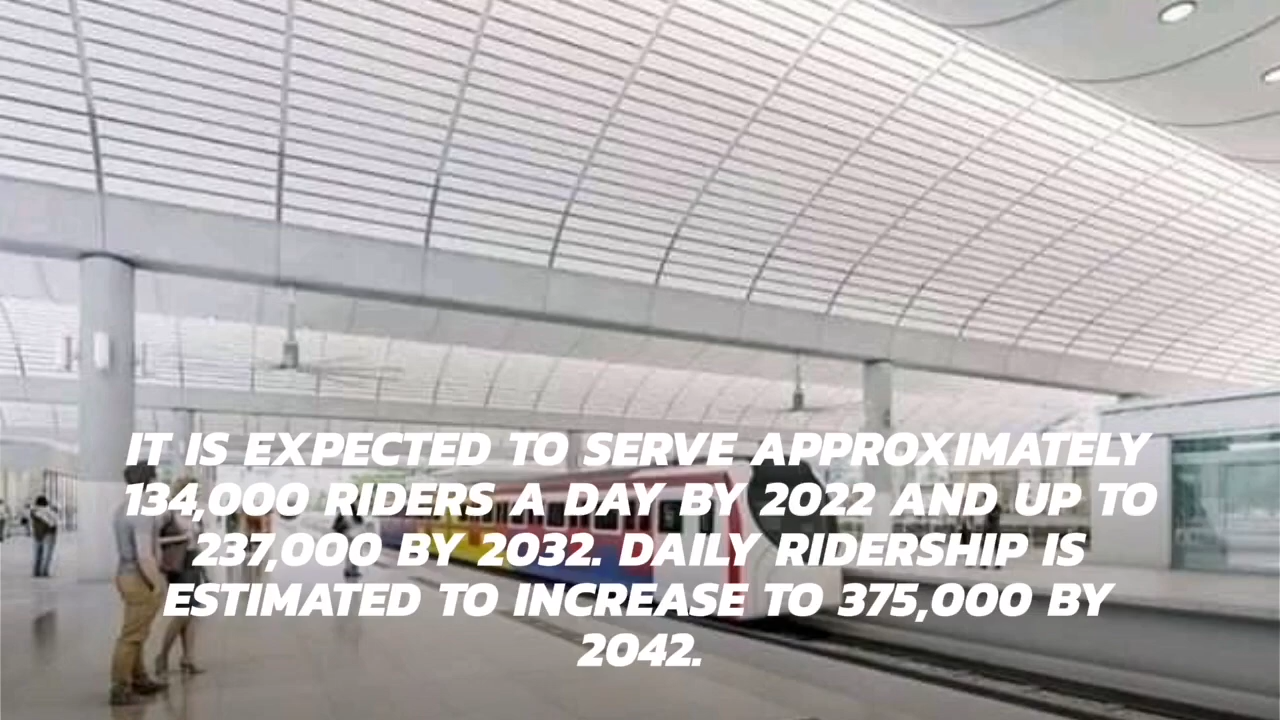 IT IS EXPECTED TO SERVE APPROXIMATELY
134,000 RIDERS A DAY BY 2022 AND UP TO
237,000 BY 2032. DAILY RIDERSHIP IS
ESTIMATED TO INCREASE TO 375,000 BY
2042.